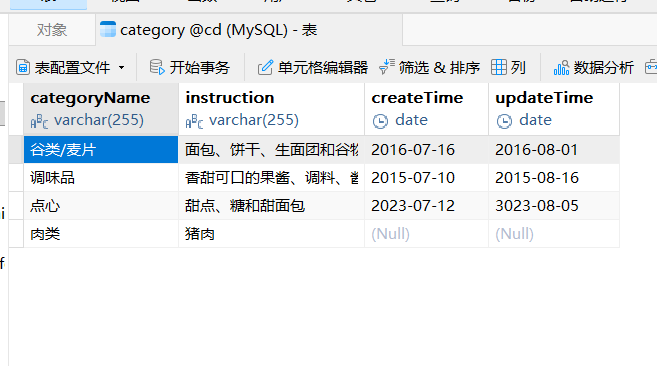 对象 category @cd (MySQL) - 表
表配置文件 开始事务 单元格编辑器 筛选 & 排序 列 数据分析
categoryName instruction createTime updateTime
varchar(255) varchar(255) date date
谷类/麦片 面包、饼干、生面团和谷物 2016-07-16 2016-08-01
调味品 香甜可口的果酱、调料、酱 2015-07-10 2015-08-16
点心 甜点、糖和甜面包 2023-07-12 3023-08-05
肉类 猪肉 (Null) (Null)